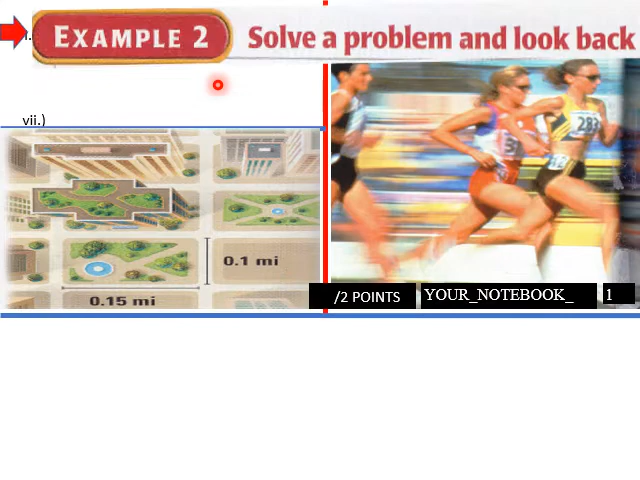 EXAMPLE 2 Solve a problem and look back
vii.)
0.1 mi
0.15 mi
/2 POINTS YOUR_NOTEBOOK_ 1